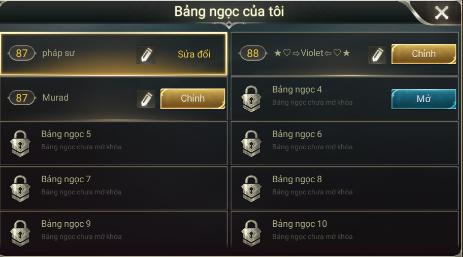 Bảng ngọc của tôi
87 pháp sư Sửa đổi
88 ★♡⇨Violet⇦♡★ Chỉnh
87 Murad Chỉnh
Bảng ngọc 4
Bảng ngọc chưa mở khóa
Mở
Bảng ngọc 5
Bảng ngọc chưa mở khóa
Bảng ngọc 6
Bảng ngọc chưa mở khóa
Bảng ngọc 7
Bảng ngọc chưa mở khóa
Bảng ngọc 8
Bảng ngọc chưa mở khóa
Bảng ngọc 9
Bảng ngọc chưa mở khóa
Bảng ngọc 10
Bảng ngọc chưa mở khóa